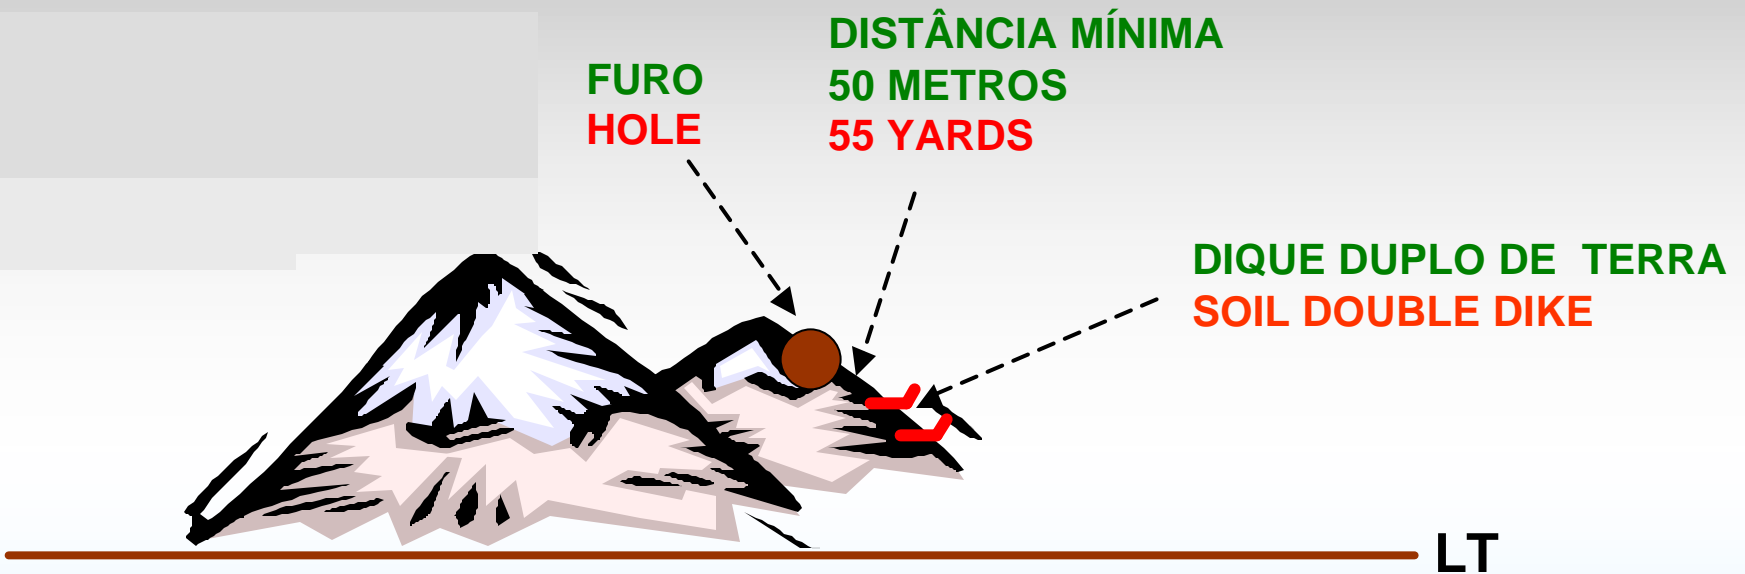 FURO
HOLE
DISTÂNCIA MÍNIMA
50 METROS
55 YARDS
DIQUE DUPLO DE TERRA
SOIL DOUBLE DIKE
LT